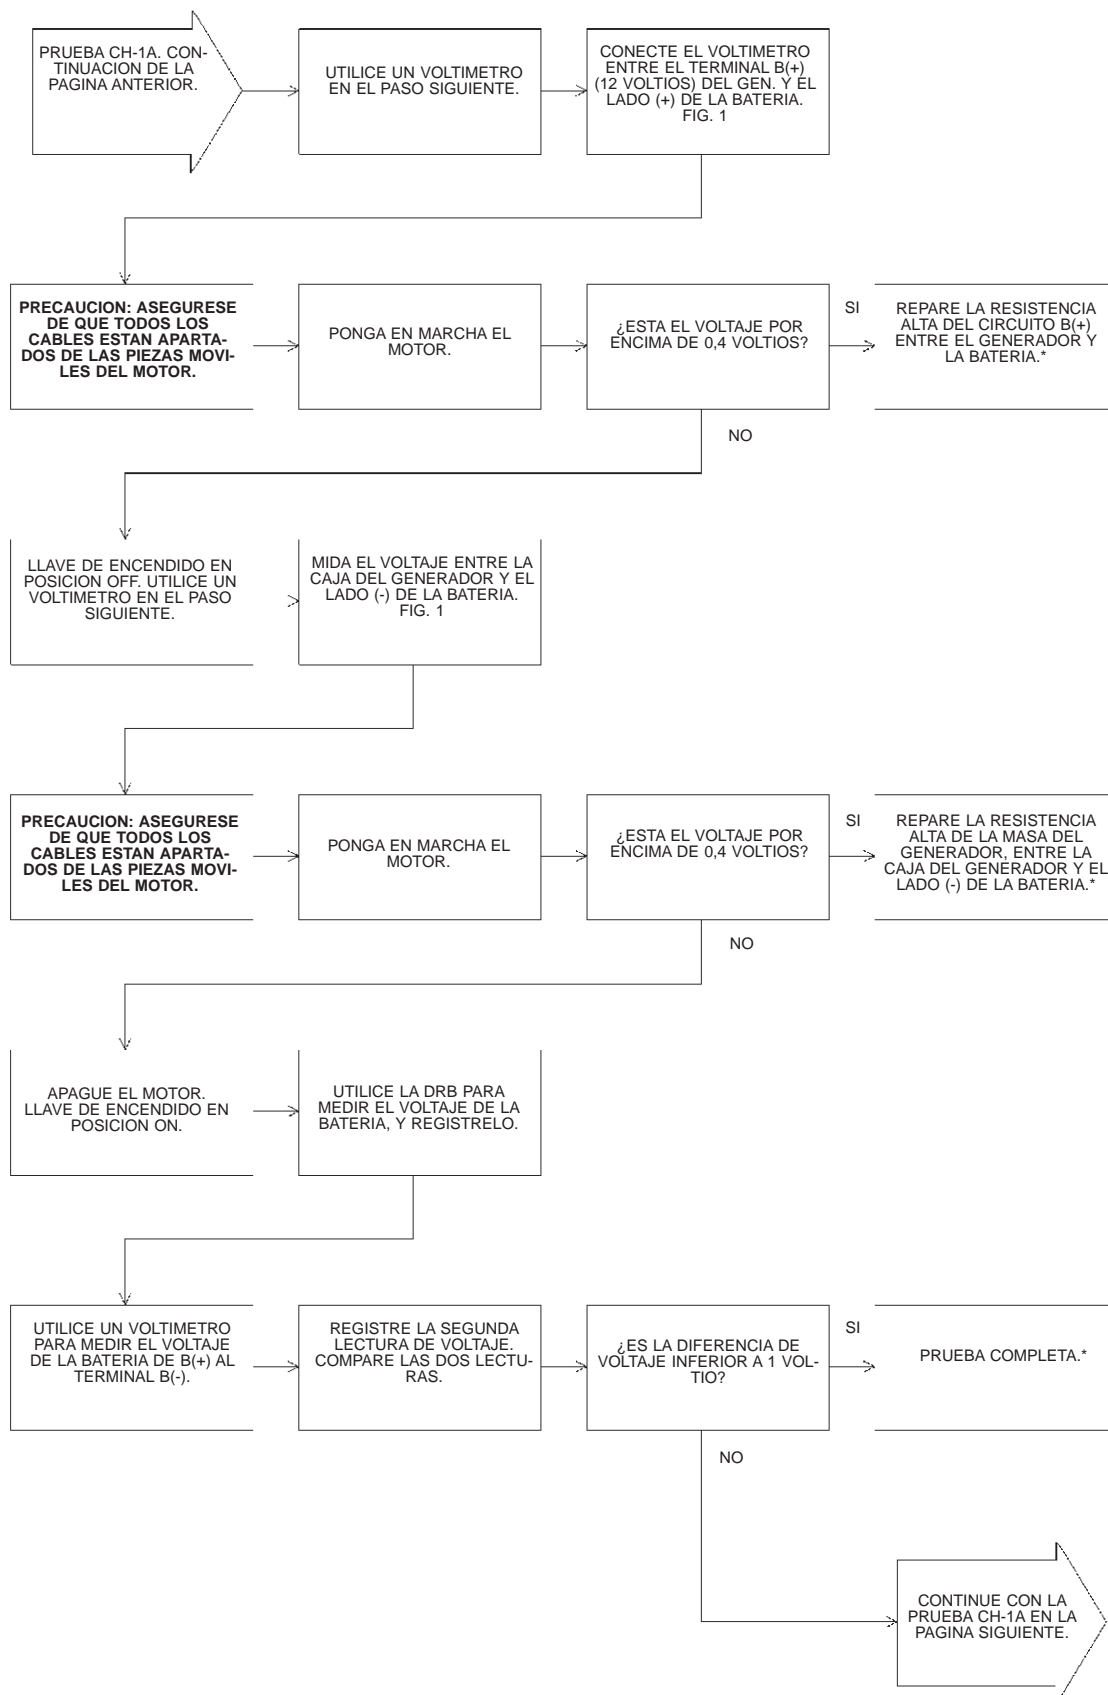 PRUEBA CH-1A. CON-
TINUACION DE LA
PAGINA ANTERIOR.
UTILICE UN VOLTIMETRO
EN EL PASO SIGUIENTE.
CONECTE EL VOLTIMETRO
ENTRE EL TERMINAL B(+)
(12 VOLTIOS) DEL GEN. Y EL
LADO (+) DE LA BATERIA.
FIG. 1
PRECAUCION: ASEGURESE
DE QUE TODOS LOS
CABLES ESTAN APARTA-
DOS DE LAS PIEZAS MOVI-
LES DEL MOTOR.
PONGA EN MARCHA EL
MOTOR.
¿ESTA EL VOLTAJE POR
ENCIMA DE 0,4 VOLTIOS?
SI
REPARE LA RESISTENCIA
ALTA DEL CIRCUITO B(+)
ENTRE EL GENERADOR Y
LA BATERIA.*
NO
LLAVE DE ENCENDIDO EN
POSICION OFF. UTILICE UN
VOLTIMETRO EN EL PASO
SIGUIENTE.
MIDA EL VOLTAJE ENTRE LA
CAJA DEL GENERADOR Y EL
LADO (-) DE LA BATERIA.
FIG. 1
PRECAUCION: ASEGURESE
DE QUE TODOS LOS
CABLES ESTAN APARTA-
DOS DE LAS PIEZAS MOVI-
LES DEL MOTOR.
PONGA EN MARCHA EL
MOTOR.
¿ESTA EL VOLTAJE POR
ENCIMA DE 0,4 VOLTIOS?
SI
REPARE LA RESISTENCIA
ALTA DE LA MASA DEL
GENERADOR, ENTRE LA
CAJA DEL GENERADOR Y EL
LADO (-) DE LA BATERIA.*
NO
APAGUE EL MOTOR.
LLAVE DE ENCENDIDO EN
POSICION ON.
UTILICE LA DRB PARA
MEDIR EL VOLTAJE DE LA
BATERIA, Y REGISTRELO.
UTILICE UN VOLTIMETRO
PARA MEDIR EL VOLTAJE
DE LA BATERIA DE B(+) AL
TERMINAL B(-).
REGISTRE LA SEGUNDA
LECTURA DE VOLTAJE.
COMPARE LAS DOS LECTU-
RAS.
¿ES LA DIFERENCIA DE
VOLTAJE INFERIOR A 1 VOL-
TIO?
SI
PRUEBA COMPLETA.*
NO
CONTINUE CON LA
PRUEBA CH-1A EN LA
PAGINA SIGUIENTE.